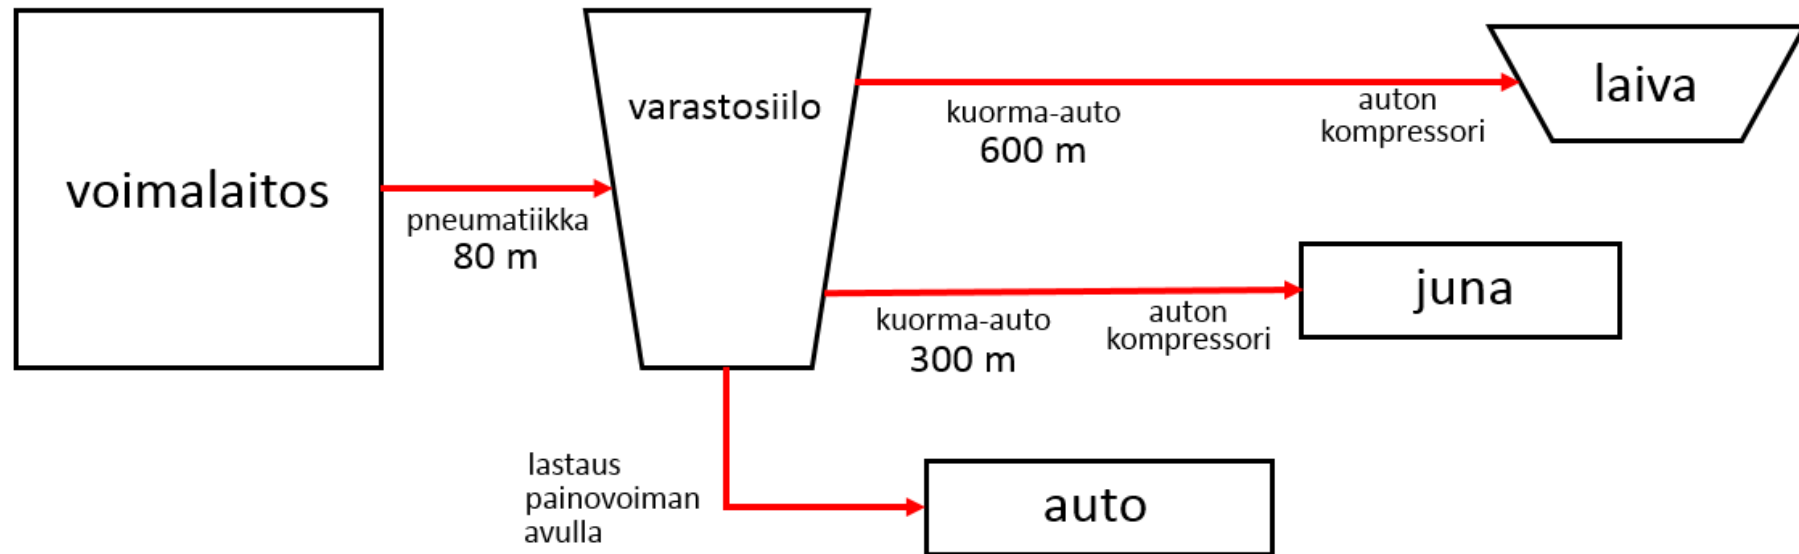 voimalaitos
pneumatiikka
80 m
varastosiilo
kuorma-auto
600 m
auton
kompressori
laiva
kuorma-auto
300 m
auton
kompressori
juna
lastaus
painovoiman
avulla
auto